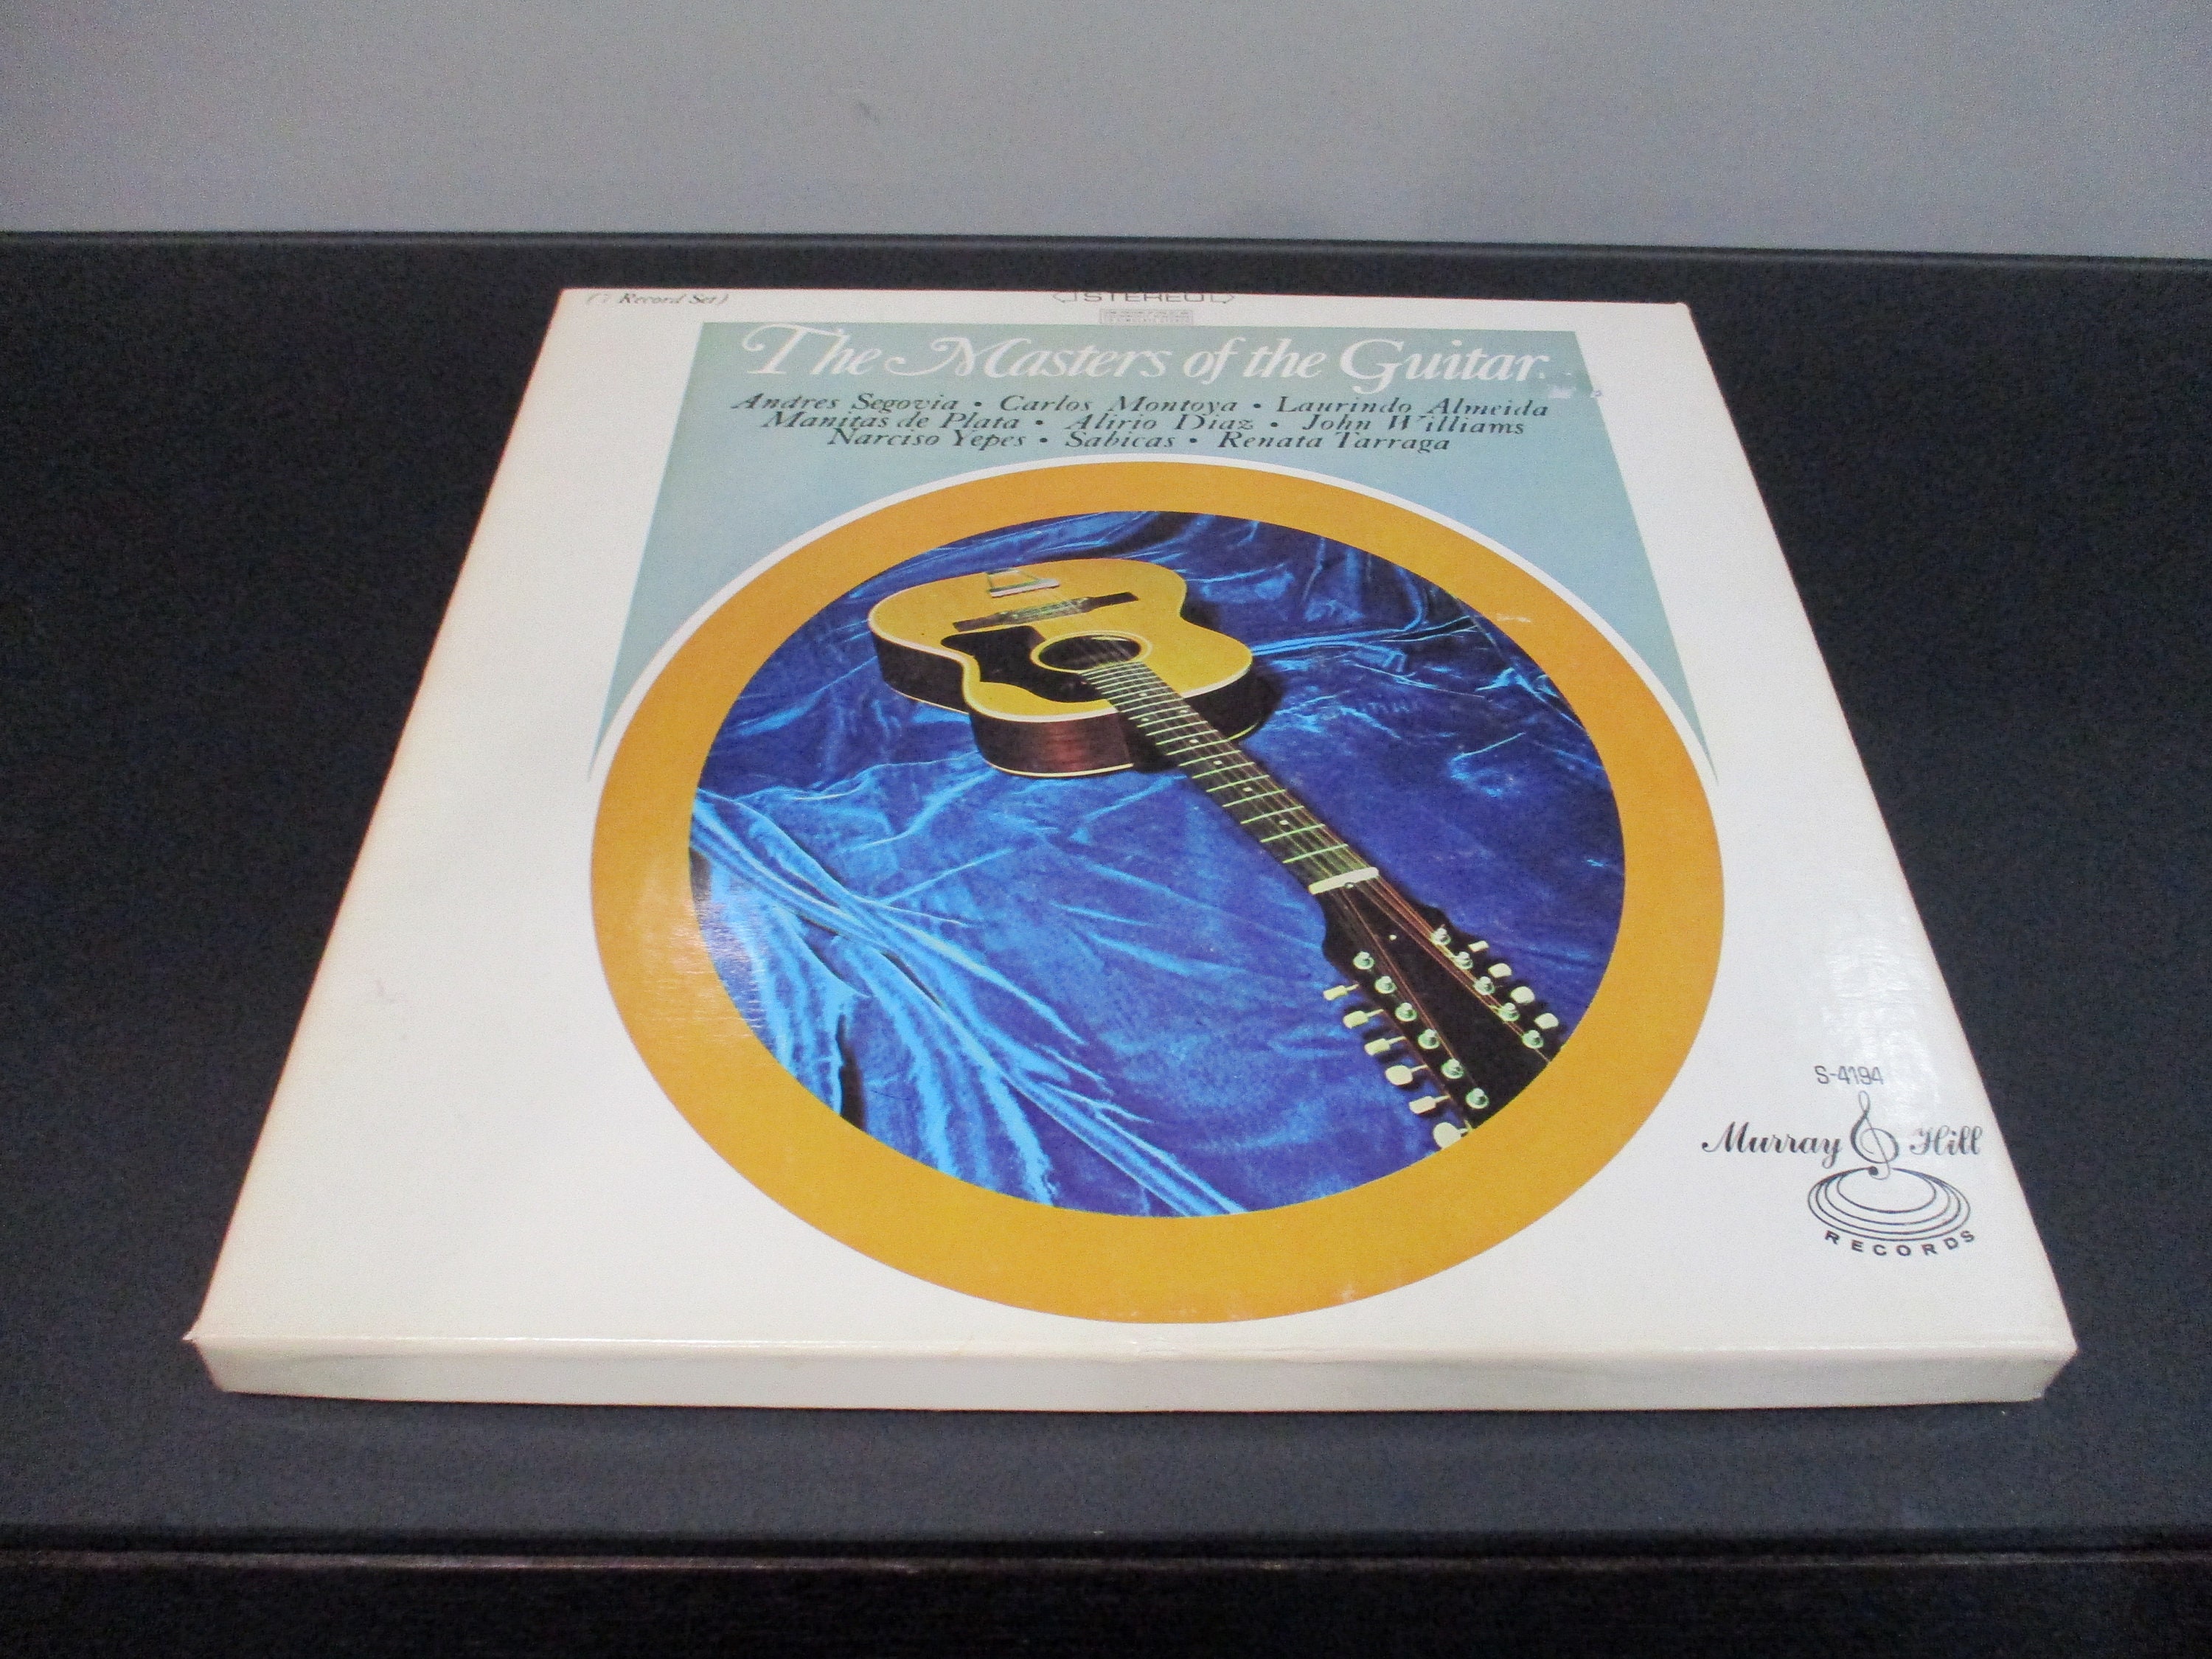 (7 Record Set)
STEREO
The Masters of the Guitar
Andres Segovia • Carlos Montoya • Laurindo Almeida
Manitas de Plata • Alirio Diaz • John Williams
Narciso Yepes • Sabicas • Renata Tarraga
S-4194
Murray Hill
RECORDS